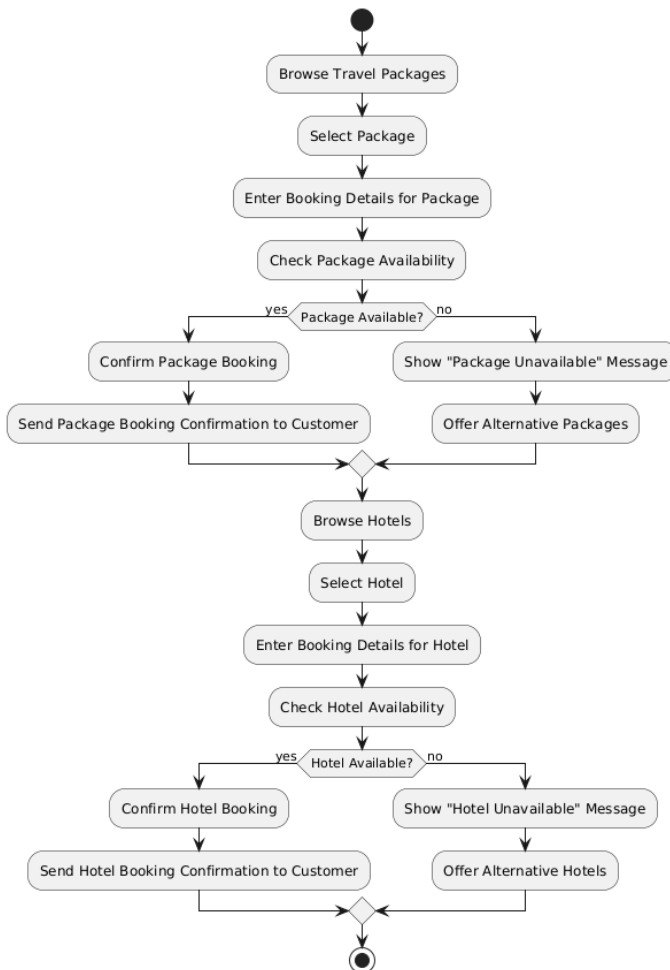 Browse Travel Packages
Select Package
Enter Booking Details for Package
Check Package Availability
yes
Package Available?
no
Confirm Package Booking
Show "Package Unavailable" Message
Send Package Booking Confirmation to Customer
Offer Alternative Packages
Browse Hotels
Select Hotel
Enter Booking Details for Hotel
Check Hotel Availability
yes
Hotel Available?
no
Confirm Hotel Booking
Show "Hotel Unavailable" Message
Send Hotel Booking Confirmation to Customer
Offer Alternative Hotels